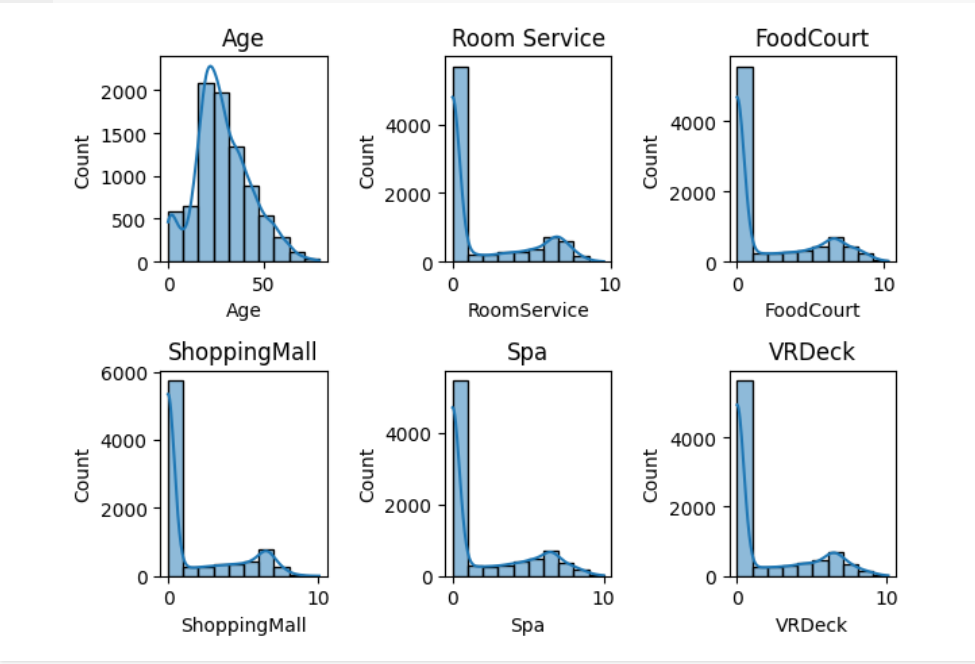 Age
Room Service
FoodCourt
Count
2000
1500
1000
500
0
0
50
Age
Count
4000
2000
0
0
10
RoomService
Count
4000
2000
0
0
10
FoodCourt
ShoppingMall
Spa
VRDeck
Count
6000
4000
2000
0
0
10
ShoppingMall
Count
4000
2000
0
0
10
Spa
Count
4000
2000
0
0
10
VRDeck